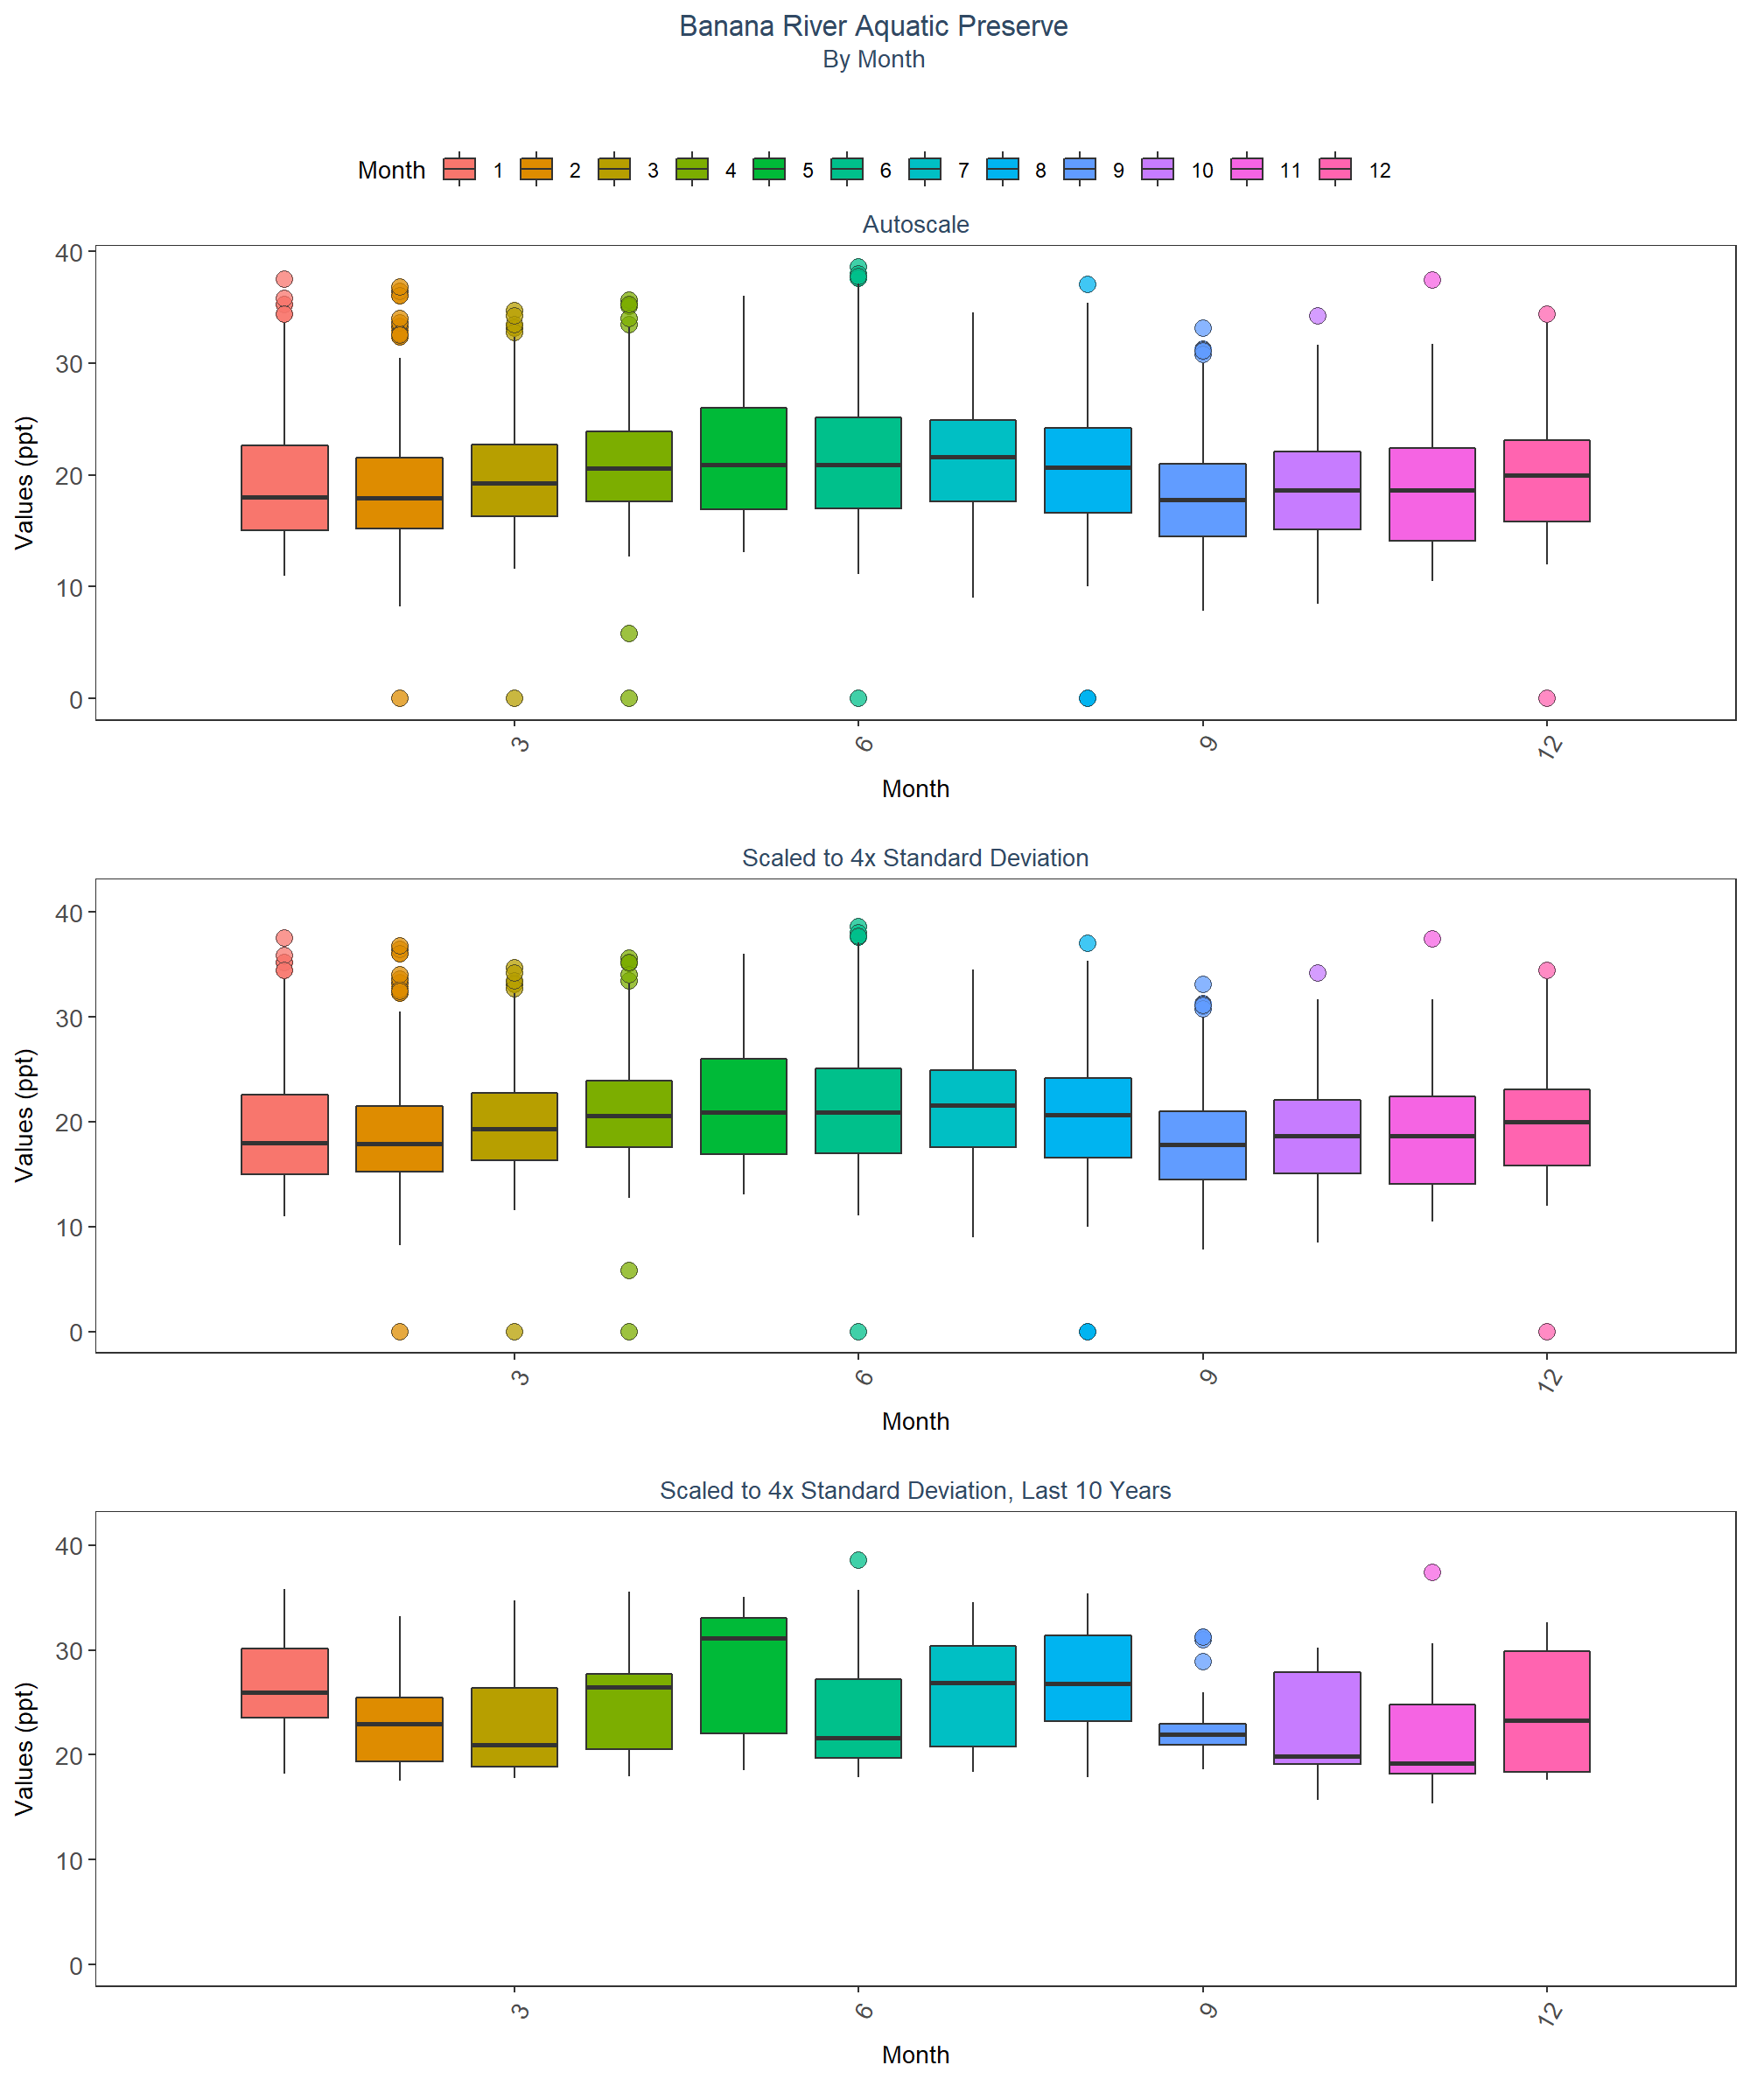 Banana River Aquatic Preserve
By Month
Month 1 2 3 4 5 6 7 8 9 10 11 12
Autoscale
40
30
20
10
0
Values (ppt)
3 6 9 12
Month
Scaled to 4x Standard Deviation
40
30
20
10
0
Values (ppt)
3 6 9 12
Month
Scaled to 4x Standard Deviation, Last 10 Years
40
30
20
10
0
Values (ppt)
3 6 9 12
Month